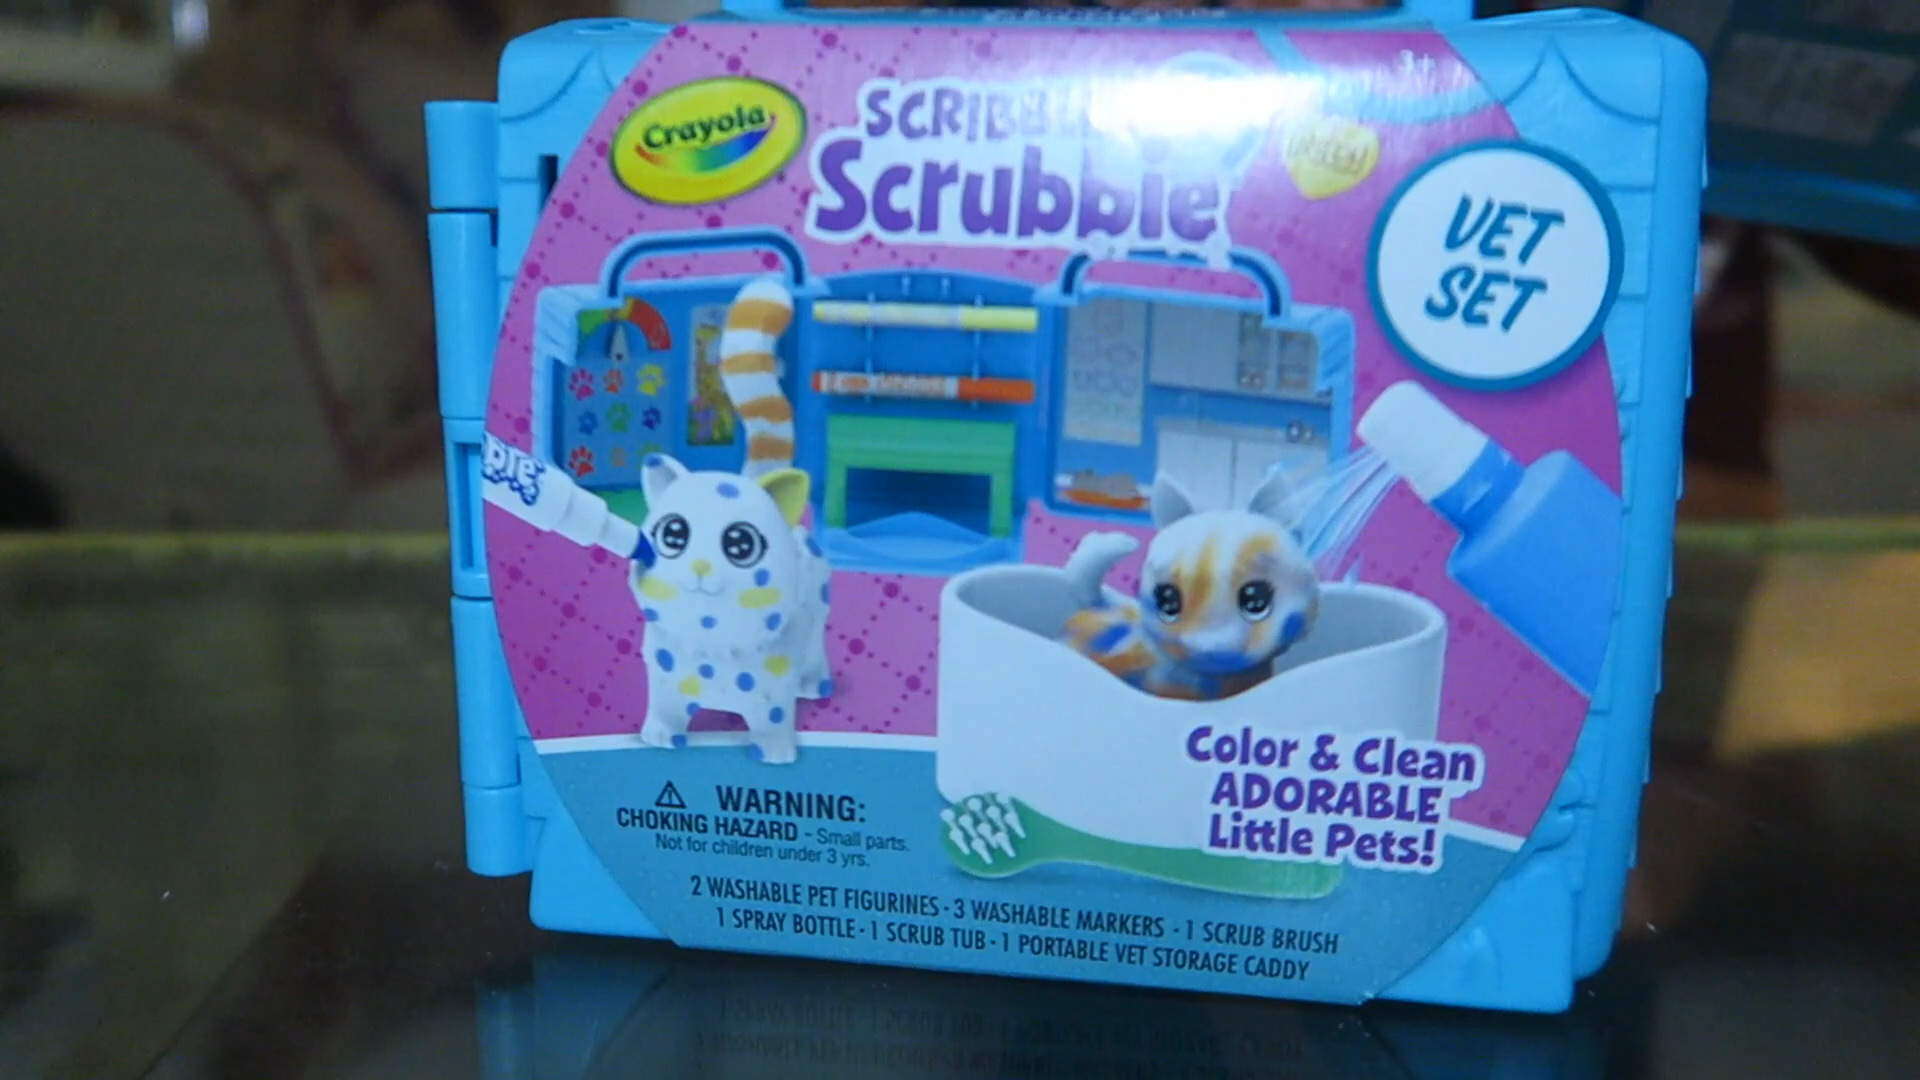 3+
Crayola
Scrubbie
VET
SET
Color & Clean
ADORABLE
Little Pets!
WARNING:
CHOKING HAZARD - Small parts.
Not for children under 3 yrs.
2 WASHABLE PET FIGURINES · 3 WASHABLE MARKERS · 1 SCRUB BRUSH
1 SPRAY BOTTLE · 1 SCRUB TUB · 1 PORTABLE VET STORAGE CADDY